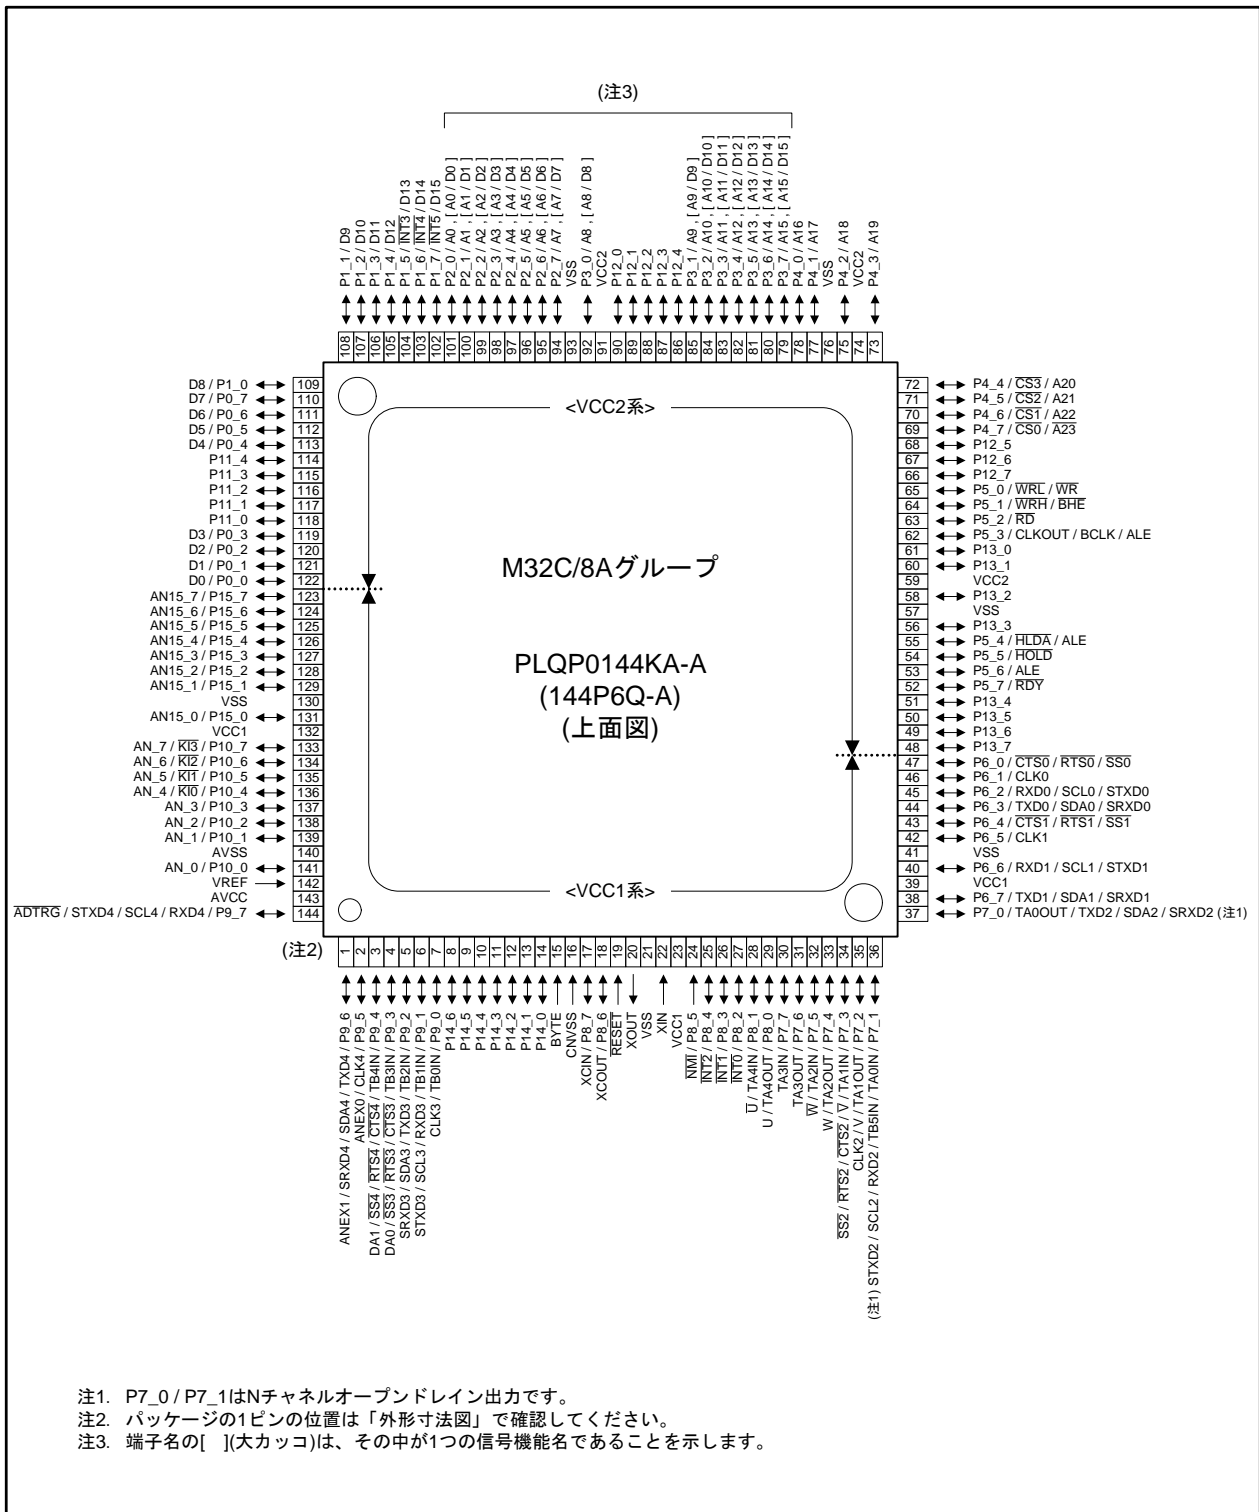 (注3)
P1_1 / D9
P1_2 / D10
P1_3 / D11
P1_4 / D12
P1_5 / INT3 / D13
P1_6 / INT4 / D14
P1_7 / INT5 / D15
P2_0 / A0 , [ A0 / D0 ]
P2_1 / A1 , [ A1 / D1 ]
P2_2 / A2 , [ A2 / D2 ]
P2_3 / A3 , [ A3 / D3 ]
P2_4 / A4 , [ A4 / D4 ]
P2_5 / A5 , [ A5 / D5 ]
P2_6 / A6 , [ A6 / D6 ]
P2_7 / A7 , [ A7 / D7 ]
VSS
P3_0 / A8 , [ A8 / D8 ]
VCC2
P12_0
P12_1
P12_2
P12_3
P12_4
P3_1 / A9 , [ A9 / D9 ]
P3_2 / A10 , [ A10 / D10 ]
P3_3 / A11 , [ A11 / D11 ]
P3_4 / A12 , [ A12 / D12 ]
P3_5 / A13 , [ A13 / D13 ]
P3_6 / A14 , [ A14 / D14 ]
P3_7 / A15 , [ A15 / D15 ]
P4_0 / A16
P4_1 / A17
VSS
P4_2 / A18
VCC2
P4_3 / A19
108 107 106 105 104 103 102 101 100 99 98 97 96 95 94 93 92 91 90 89 88 87 86 85 84 83 82 81 80 79 78 77 76 75 74 73
D8 / P1_0 109
D7 / P0_7 110
D6 / P0_6 111
D5 / P0_5 112
D4 / P0_4 113
P11_4 114
P11_3 115
P11_2 116
P11_1 117
P11_0 118
D3 / P0_3 119
D2 / P0_2 120
D1 / P0_1 121
D0 / P0_0 122
AN15_7 / P15_7 123
AN15_6 / P15_6 124
AN15_5 / P15_5 125
AN15_4 / P15_4 126
AN15_3 / P15_3 127
AN15_2 / P15_2 128
AN15_1 / P15_1 129
VSS 130
AN15_0 / P15_0 131
VCC1 132
AN_7 / KI3 / P10_7 133
AN_6 / KI2 / P10_6 134
AN_5 / KI1 / P10_5 135
AN_4 / KI0 / P10_4 136
AN_3 / P10_3 137
AN_2 / P10_2 138
AN_1 / P10_1 139
AVSS 140
AN_0 / P10_0 141
VREF 142
AVCC 143
ADTRG / STXD4 / SCL4 / RXD4 / P9_7 144
<VCC2系>
M32C/8Aグループ
PLQP0144KA-A
(144P6Q-A)
(上面図)
<VCC1系>
72 P4_4 / CS3 / A20
71 P4_5 / CS2 / A21
70 P4_6 / CS1 / A22
69 P4_7 / CS0 / A23
68 P12_5
67 P12_6
66 P12_7
65 P5_0 / WRL / WR
64 P5_1 / WRH / BHE
63 P5_2 / RD
62 P5_3 / CLKOUT / BCLK / ALE
61 P13_0
60 P13_1
59 VCC2
58 P13_2
57 VSS
56 P13_3
55 P5_4 / HLDA / ALE
54 P5_5 / HOLD
53 P5_6 / ALE
52 P5_7 / RDY
51 P13_4
50 P13_5
49 P13_6
48 P13_7
47 P6_0 / CTS0 / RTS0 / SS0
46 P6_1 / CLK0
45 P6_2 / RXD0 / SCL0 / STXD0
44 P6_3 / TXD0 / SDA0 / SRXD0
43 P6_4 / CTS1 / RTS1 / SS1
42 P6_5 / CLK1
41 VSS
40 P6_6 / RXD1 / SCL1 / STXD1
39 VCC1
38 P6_7 / TXD1 / SDA1 / SRXD1
37 P7_0 / TA0OUT / TXD2 / SDA2 / SRXD2 (注1)
(注2)
1 2 3 4 5 6 7 8 9 10 11 12 13 14 15 16 17 18 19 20 21 22 23 24 25 26 27 28 29 30 31 32 33 34 35 36
ANEX1 / SRXD4 / SDA4 / TXD4 / P9_6
ANEX0 / CLK4 / P9_5
DA1 / SS4 / RTS4 / CTS4 / TB4IN / P9_4
DA0 / SS3 / RTS3 / CTS3 / TB3IN / P9_3
SRXD3 / SDA3 / TXD3 / TB2IN / P9_2
STXD3 / SCL3 / RXD3 / TB1IN / P9_1
CLK3 / TB0IN / P9_0
P14_6
P14_5
P14_4
P14_3
P14_2
P14_1
P14_0
BYTE
CNVSS
XCIN / P8_7
XCOUT / P8_6
RESET
XOUT
VSS
XIN
VCC1
NMI / P8_5
INT2 / P8_4
INT1 / P8_3
INT0 / P8_2
U / TA4IN / P8_1
U / TA4OUT / P8_0
TA3IN / P7_7
TA3OUT / P7_6
W / TA2IN / P7_5
W / TA2OUT / P7_4
SS2 / RTS2 / CTS2 / V / TA1IN / P7_3
CLK2 / V / TA1OUT / P7_2
(注1) STXD2 / SCL2 / RXD2 / TB5IN / TA0IN / P7_1
注1. P7_0 / P7_1はNチャネルオープンドレイン出力です。
注2. パッケージの1ピンの位置は「外形寸法図」で確認してください。
注3. 端子名の[ ](大カッコ)は、その中が1つの信号機能名であることを示します。